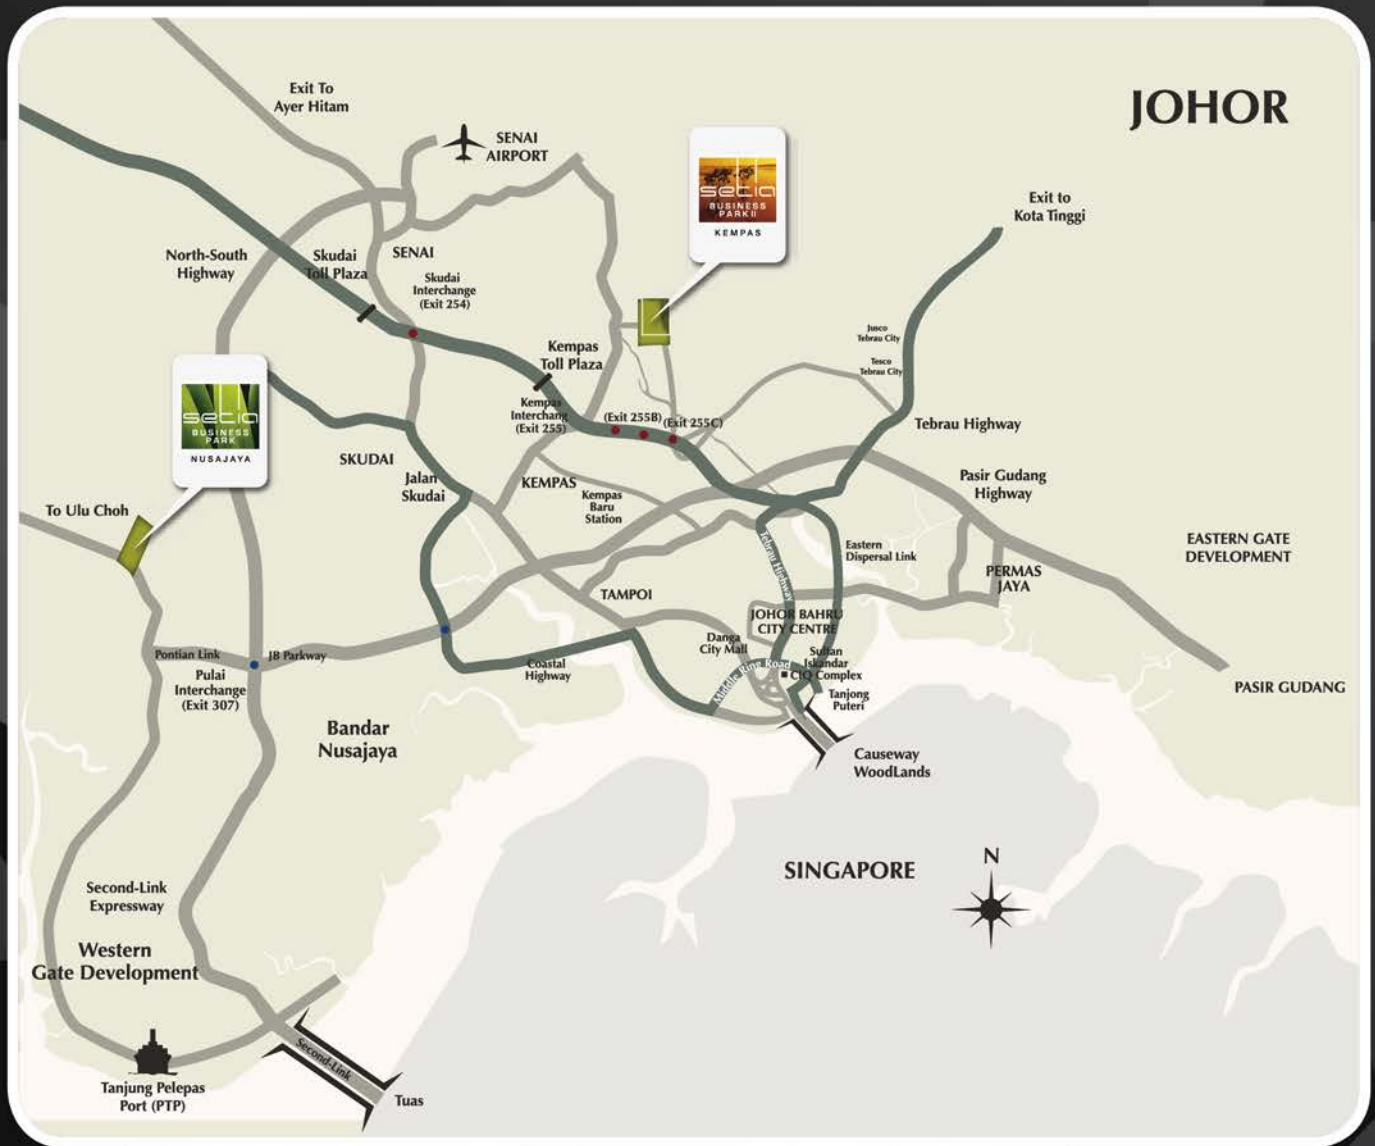 JOHOR
Exit To
Ayer Hitam
SENAI
AIRPORT
setia
BUSINESS
PARK II
KEMPAS
Exit to
Kota Tinggi
North-South
Highway
Skudai
Toll Plaza
SENAI
Skudai
Interchange
(Exit 254)
Jusco
Tebrau City
Tesco
Tebrau City
Kempas
Toll Plaza
Kempas
Interchang
(Exit 255)
(Exit 255B)
(Exit 255C)
Tebrau Highway
setia
BUSINESS
PARK
NUSAJAYA
SKUDAI
Jalan
Skudai
KEMPAS
Kempas
Baru
Station
Pasir Gudang
Highway
To Ulu Choh
Tebrau Highway
Eastern
Dispersal Link
EASTERN GATE
DEVELOPMENT
PERMAS
JAYA
TAMPOI
JOHOR BAHRU
CITY CENTRE
Danga
City Mall
Middle Ring Road
Sultan
Iskandar
CIQ Complex
Tanjong
Puteri
Pontian Link
JB Parkway
Pulai
Interchange
(Exit 307)
Coastal
Highway
PASIR GUDANG
Bandar
Nusajaya
Causeway
WoodLands
SINGAPORE
N
Second-Link
Expressway
Western
Gate Development
Second-Link
Tanjung Pelepas
Port (PTP)
Tuas